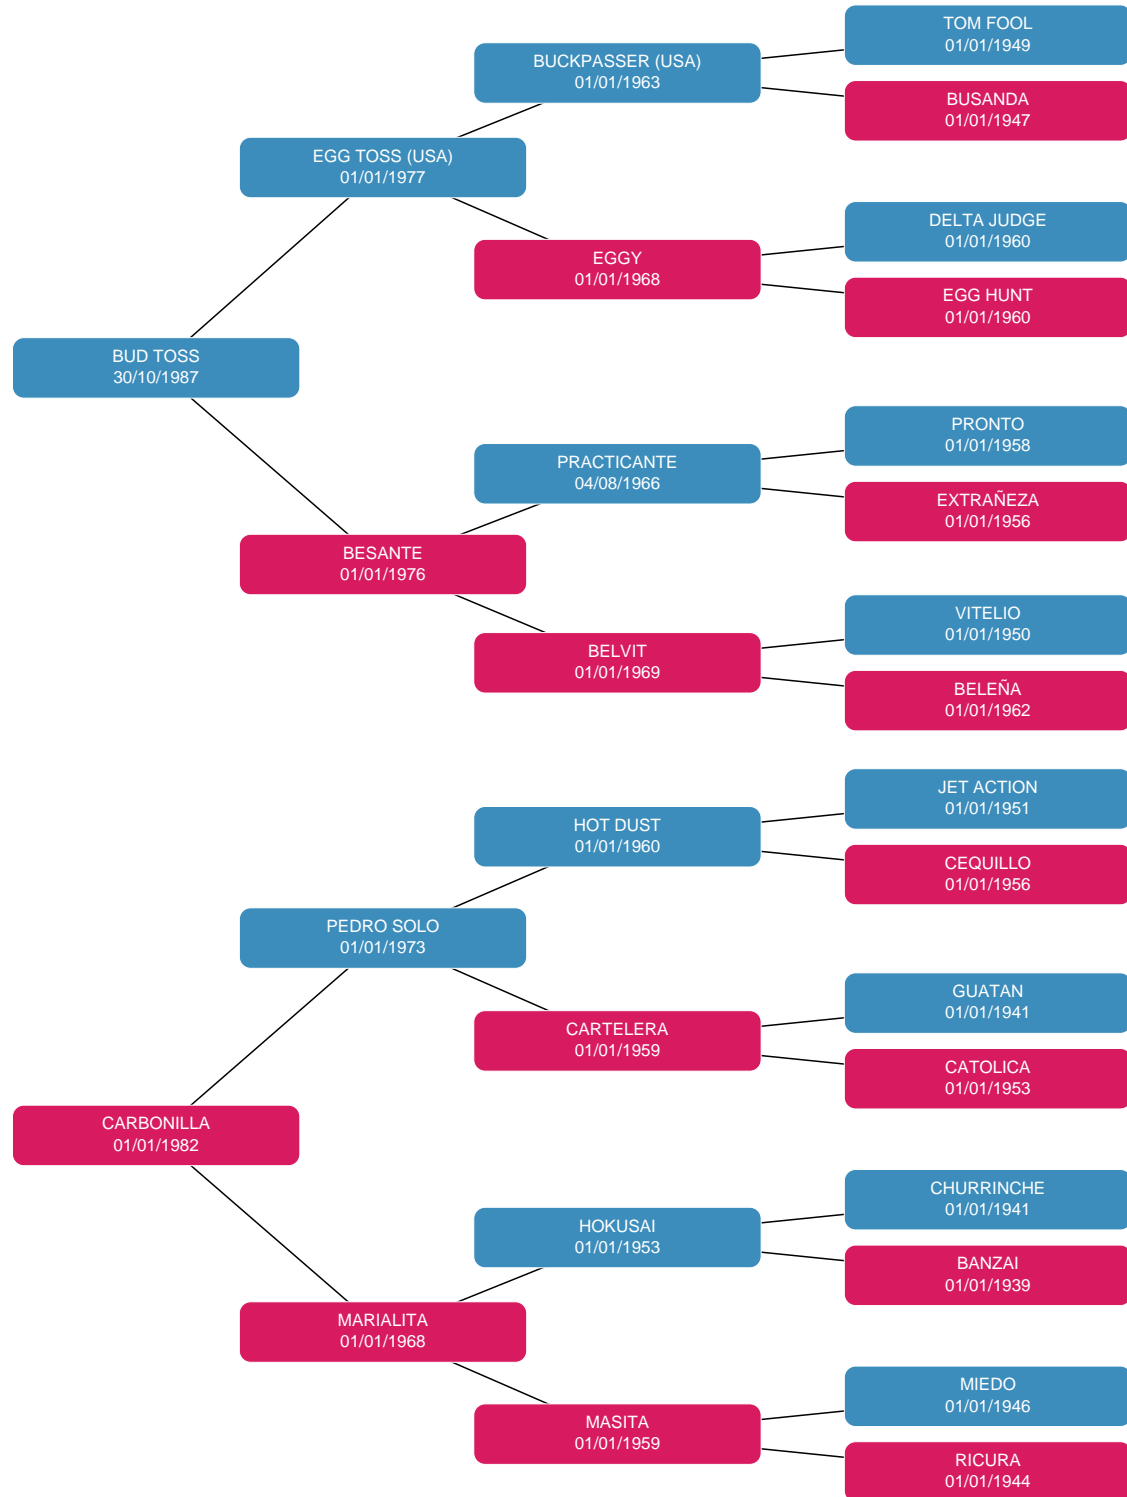 TOM FOOL
01/01/1949
BUCKPASSER (USA)
01/01/1963
BUSANDA
01/01/1947
EGG TOSS (USA)
01/01/1977
DELTA JUDGE
01/01/1960
EGGY
01/01/1968
EGG HUNT
01/01/1960
BUD TOSS
30/10/1987
PRONTO
01/01/1958
PRACTICANTE
04/08/1966
EXTRAÑEZA
01/01/1956
BESANTE
01/01/1976
VITELIO
01/01/1950
BELVIT
01/01/1969
BELEÑA
01/01/1962
JET ACTION
01/01/1951
HOT DUST
01/01/1960
CEQUILLO
01/01/1956
PEDRO SOLO
01/01/1973
GUATAN
01/01/1941
CARTELERA
01/01/1959
CATOLICA
01/01/1953
CARBONILLA
01/01/1982
CHURRINCHE
01/01/1941
HOKUSAI
01/01/1953
BANZAI
01/01/1939
MARIALITA
01/01/1968
MIEDO
01/01/1946
MASITA
01/01/1959
RICURA
01/01/1944